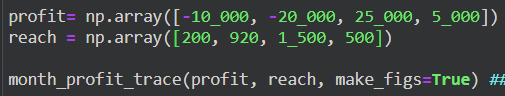 profit= np.array([-10_000, -20_000, 25_000, 5_000])
reach = np.array([200, 920, 1_500, 500])
month_profit_trace(profit, reach, make_figs=True) ##